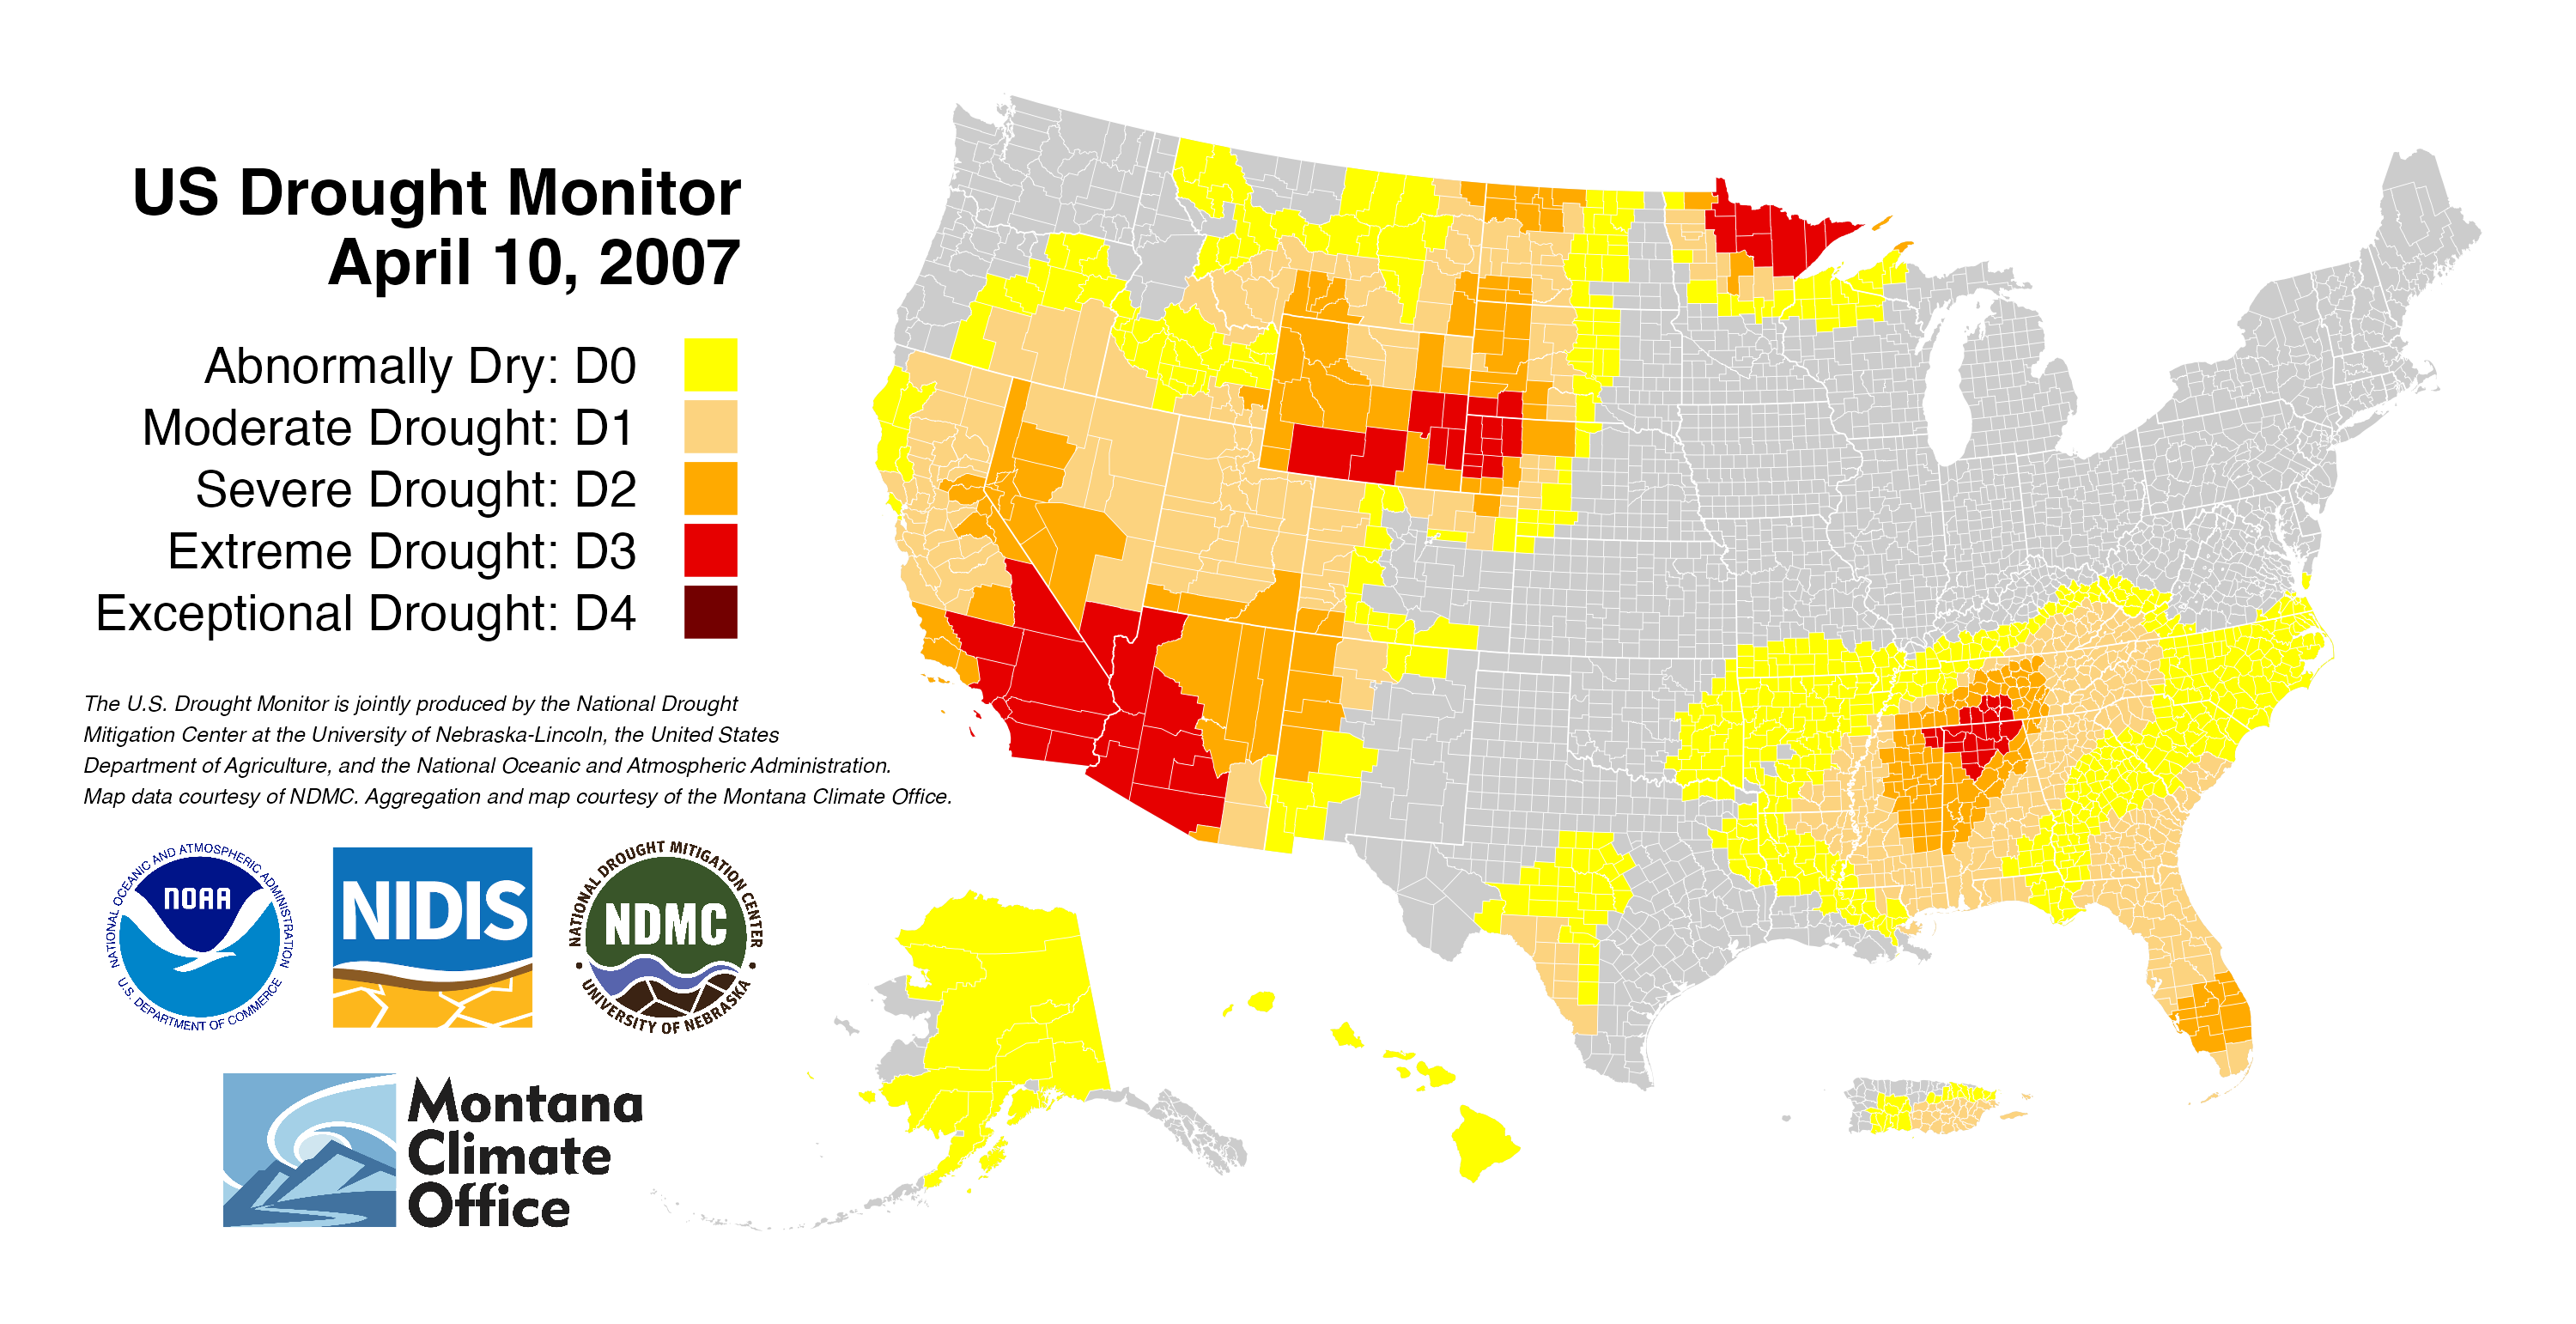 US Drought Monitor
April 10, 2007
Abnormally Dry: D0
Moderate Drought: D1
Severe Drought: D2
Extreme Drought: D3
Exceptional Drought: D4
The U.S. Drought Monitor is jointly produced by the National Drought
Mitigation Center at the University of Nebraska-Lincoln, the United States
Department of Agriculture, and the National Oceanic and Atmospheric Administration.
Map data courtesy of NDMC. Aggregation and map courtesy of the Montana Climate Office.
NATIONAL OCEANIC AND ATMOSPHERIC ADMINISTRATION
NOAA
U.S. DEPARTMENT OF COMMERCE
NIDIS
NATIONAL DROUGHT MITIGATION CENTER
NDMC
UNIVERSITY OF NEBRASKA
Montana
Climate
Office